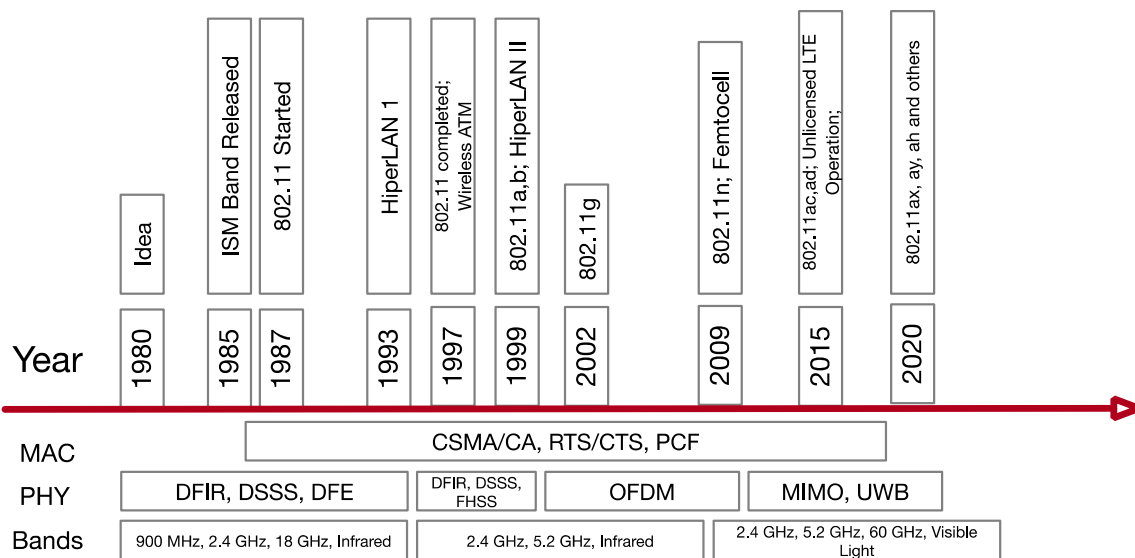 Idea
ISM Band Released
802.11 Started
HiperLAN 1
802.11 completed;
Wireless ATM
802.11a,b; HiperLAN II
802.11g
802.11n; Femtocell
802.11ac,ad; Unlicensed LTE
Operation;
802.11ax, ay, ah and others
Year
1980
1985
1987
1993
1997
1999
2002
2009
2015
2020
MAC
CSMA/CA, RTS/CTS, PCF
PHY
DFIR, DSSS, DFE
DFIR, DSSS,
FHSS
OFDM
MIMO, UWB
Bands
900 MHz, 2.4 GHz, 18 GHz, Infrared
2.4 GHz, 5.2 GHz, Infrared
2.4 GHz, 5.2 GHz, 60 GHz, Visible
Light